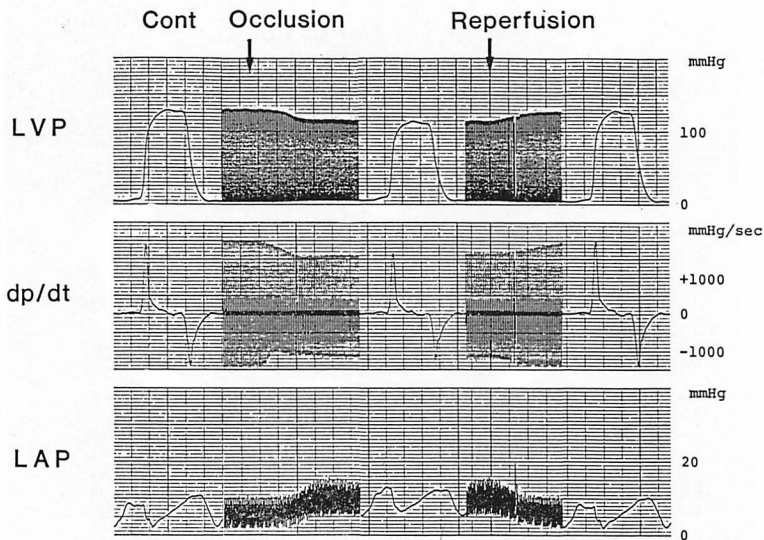 Cont Occlusion Reperfusion
mmHg
LVP
100
0
mmHg/sec
+1000
dp/dt
0
-1000
mmHg
LAP
20
0